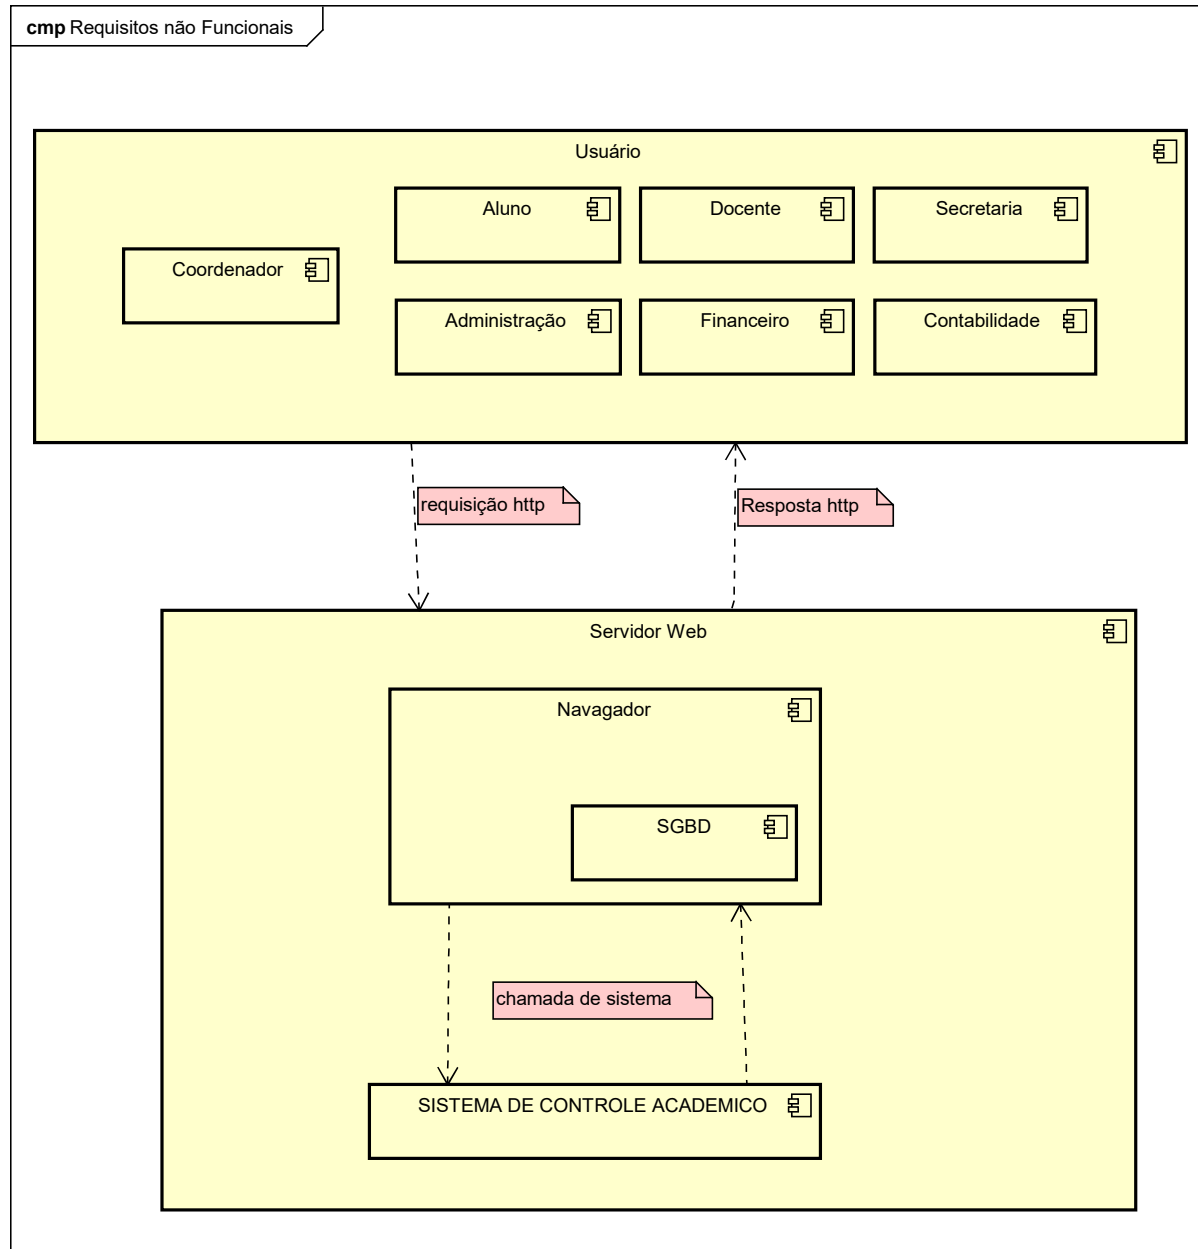 cmp Requisitos não Funcionais
Usuário
Aluno
Docente
Secretaria
Coordenador
Administração
Financeiro
Contabilidade
requisição http
Resposta http
Servidor Web
Navagador
SGBD
chamada de sistema
SISTEMA DE CONTROLE ACADEMICO